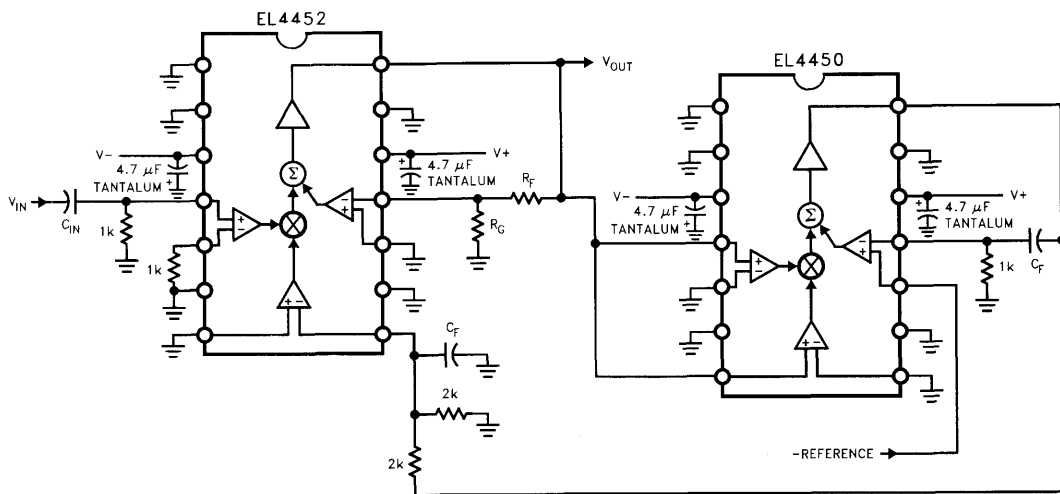 EL4452
EL4450
VOUT
V-
4.7 μF
TANTALUM
+
+
4.7 μF
TANTALUM
V+
VIN
CIN
1k
1k
Σ
+
-
-
+
+ -
RF
RG
CF
2k
2k
V-
4.7 μF
TANTALUM
+
+
4.7 μF
TANTALUM
V+
Σ
+
-
-
+
+ -
1k
CF
-REFERENCE